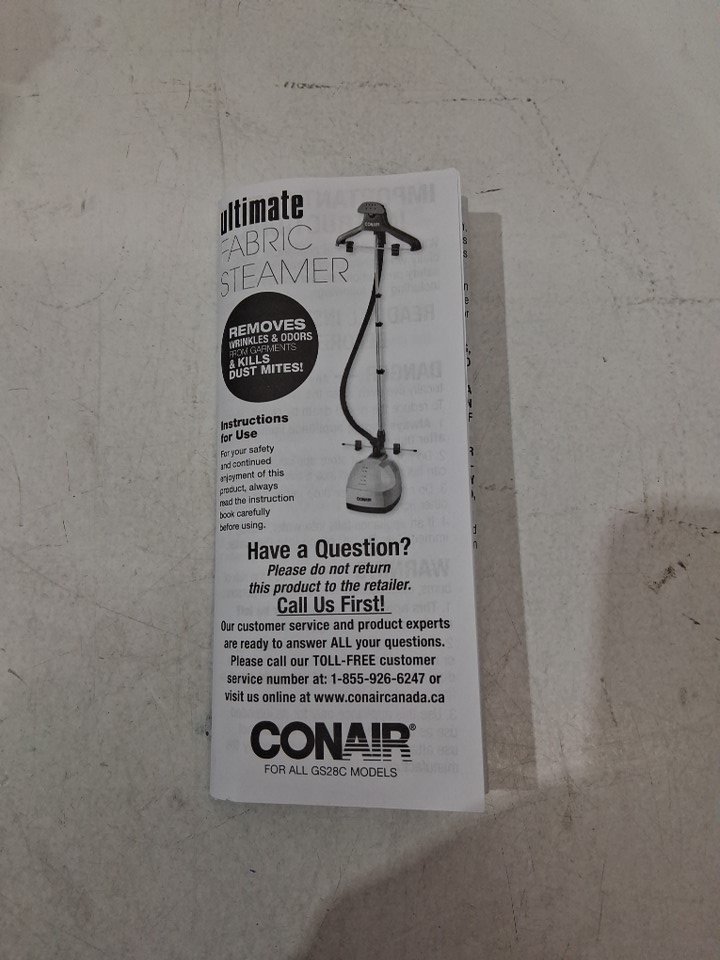 ultimate
FABRIC
STEAMER
CONAIR
REMOVES
WRINKLES & ODORS
FROM GARMENTS
& KILLS
DUST MITES!
Instructions
for Use
For your safety
and continued
enjoyment of this
product, always
read the instruction
book carefully
before using.
CONAIR
Have a Question?
Please do not return
this product to the retailer.
Call Us First!
Our customer service and product experts
are ready to answer ALL your questions.
Please call our TOLL-FREE customer
service number at: 1-855-926-6247 or
visit us online at www.conaircanada.ca
CONAIR®
FOR ALL GS28C MODELS